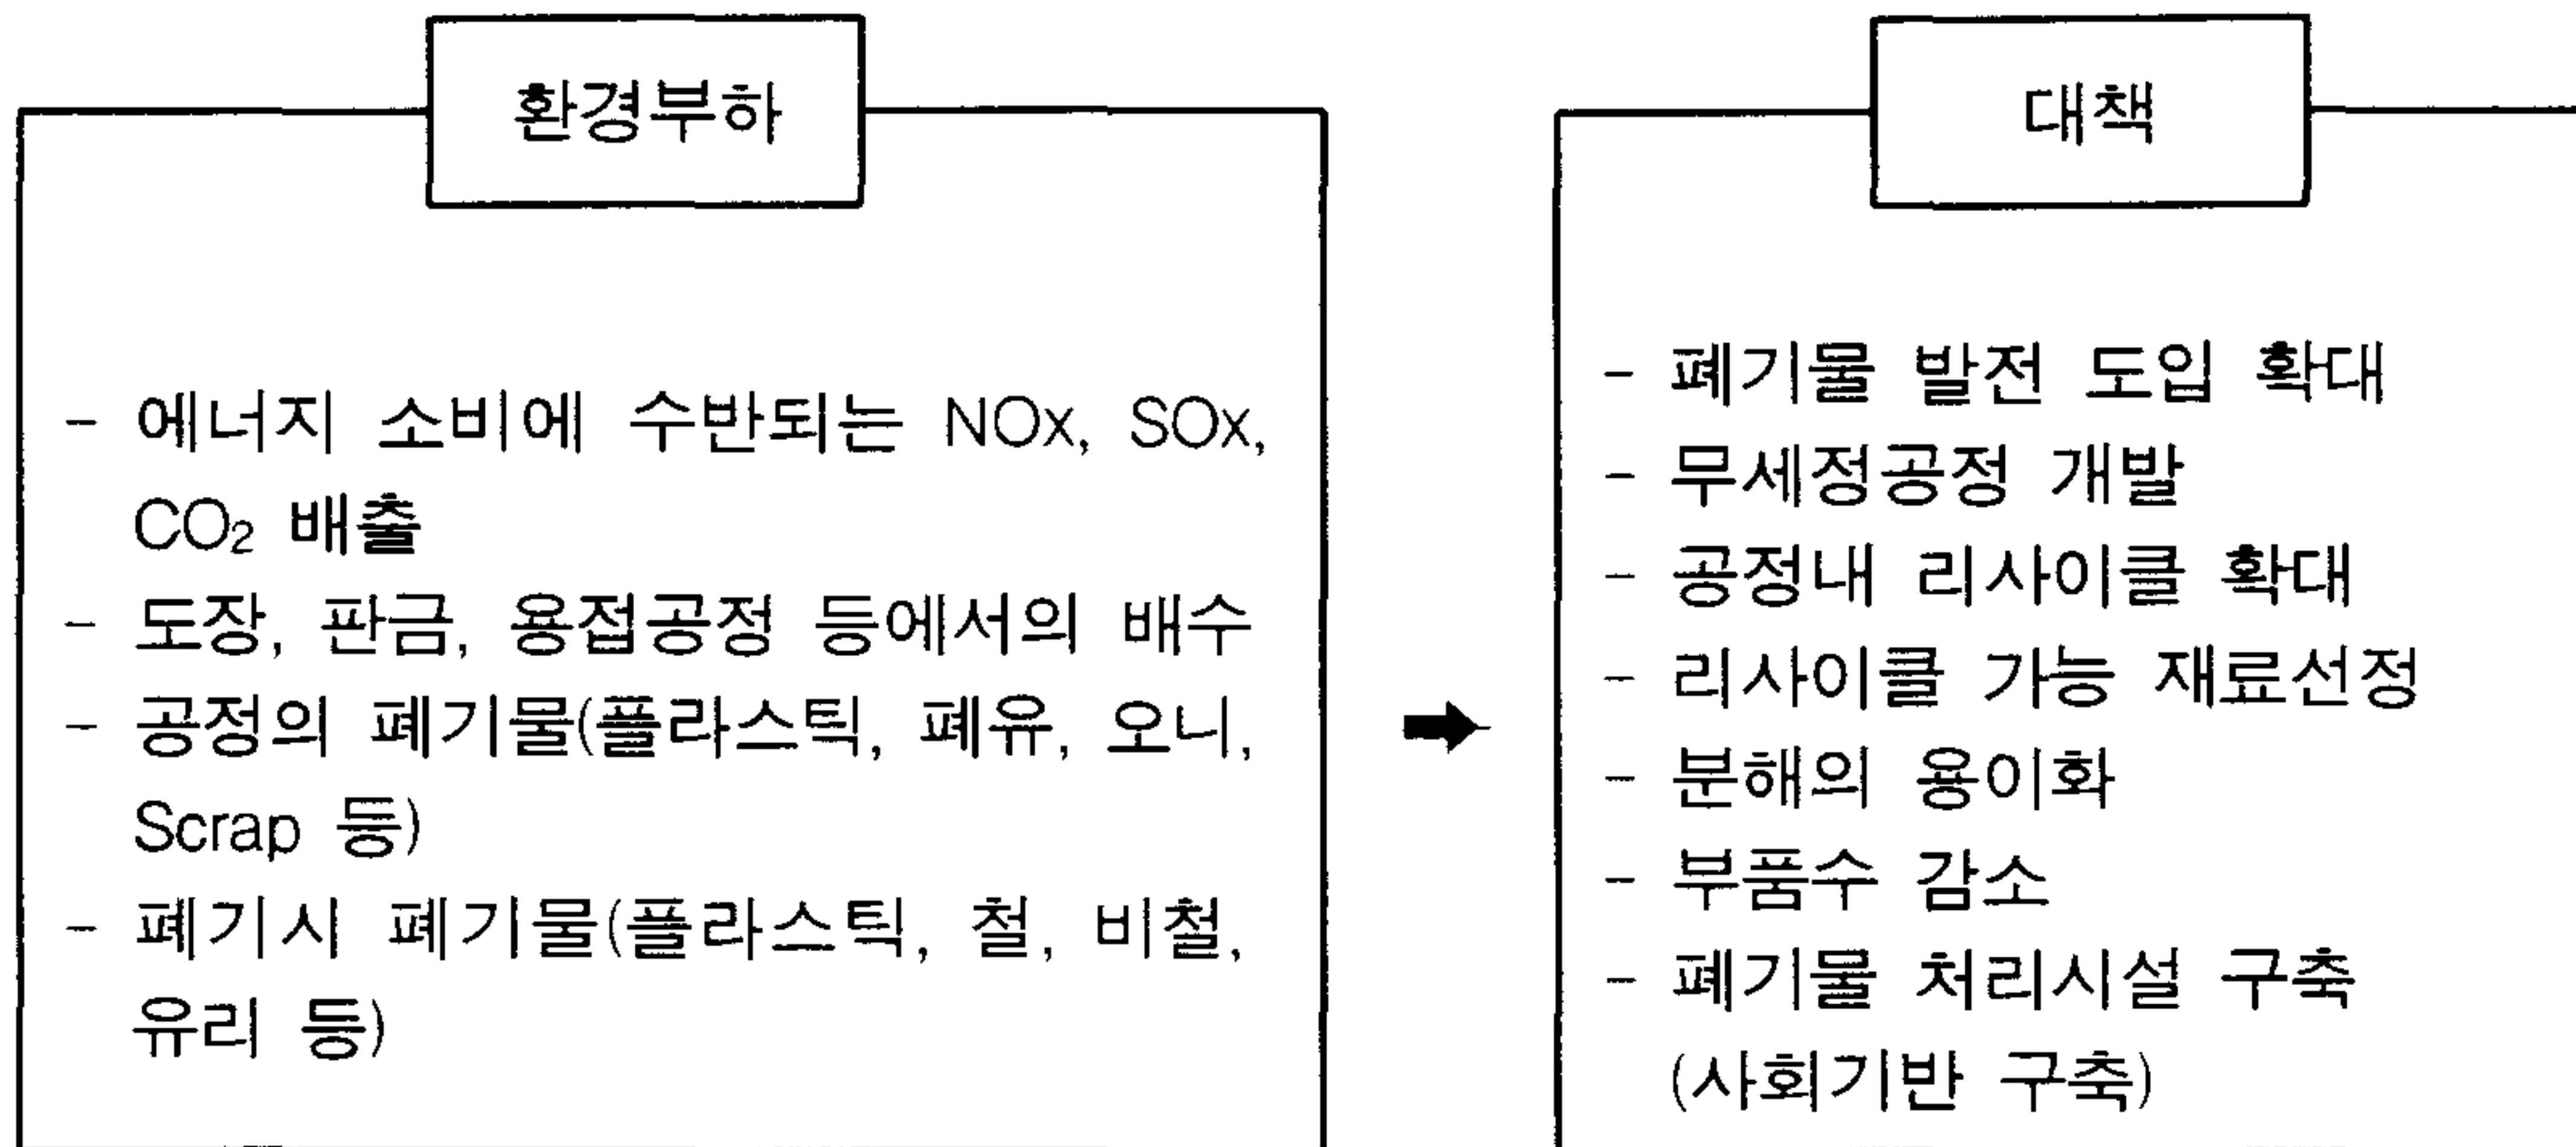 환경부하
- 에너지 소비에 수반되는 NOx, SOx,
CO₂ 배출
- 도장, 판금, 용접공정 등에서의 배수
- 공정의 폐기물(플라스틱, 폐유, 오니,
Scrap 등)
- 폐기시 폐기물(플라스틱, 철, 비철,
유리 등)
대책
- 폐기물 발전 도입 확대
- 무세정공정 개발
- 공정내 리사이클 확대
- 리사이클 가능 재료선정
- 분해의 용이화
- 부품수 감소
- 폐기물 처리시설 구축
(사회기반 구축)